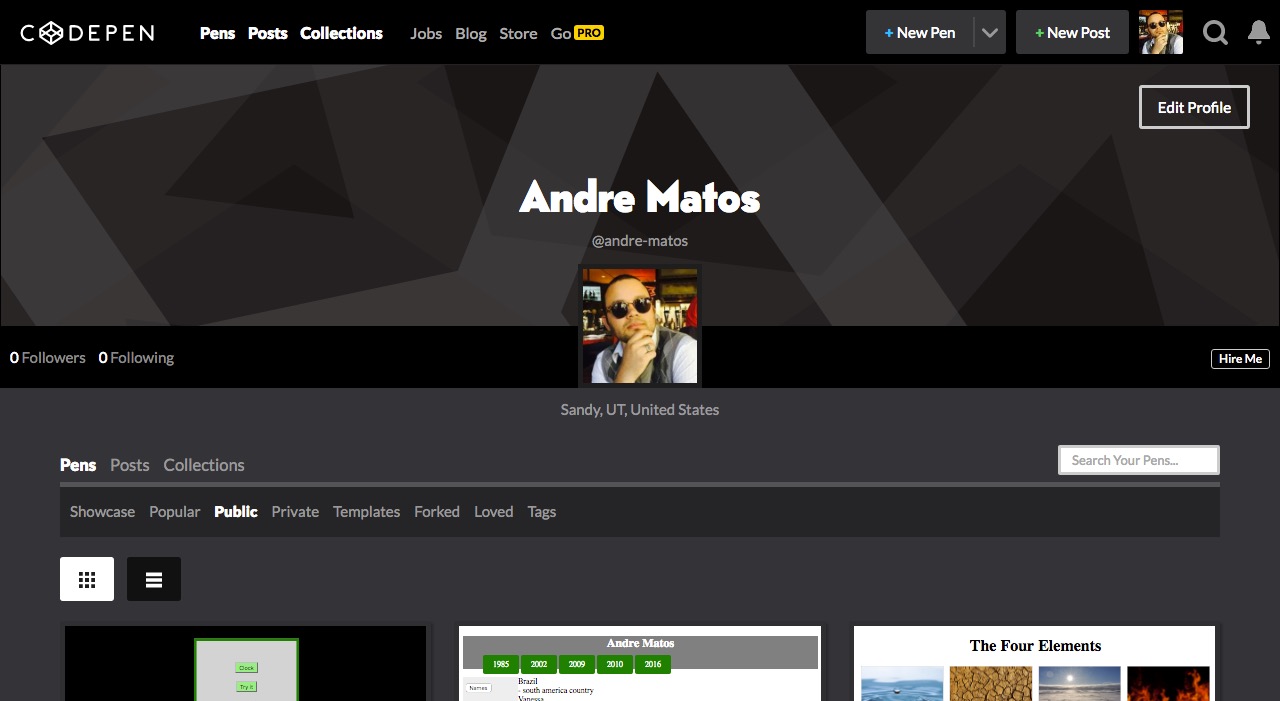 CODEPEN Pens Posts Collections Jobs Blog Store Go PRO + New Pen + New Post
Edit Profile
Andre Matos
@andre-matos
0 Followers 0 Following
Hire Me
Sandy, UT, United States
Pens Posts Collections
Search Your Pens...
Showcase Popular Public Private Templates Forked Loved Tags
Clock
Try it
Andre Matos
1985 2002 2009 2010 2016
Names
Brazil
- south america country
Vanessa
The Four Elements